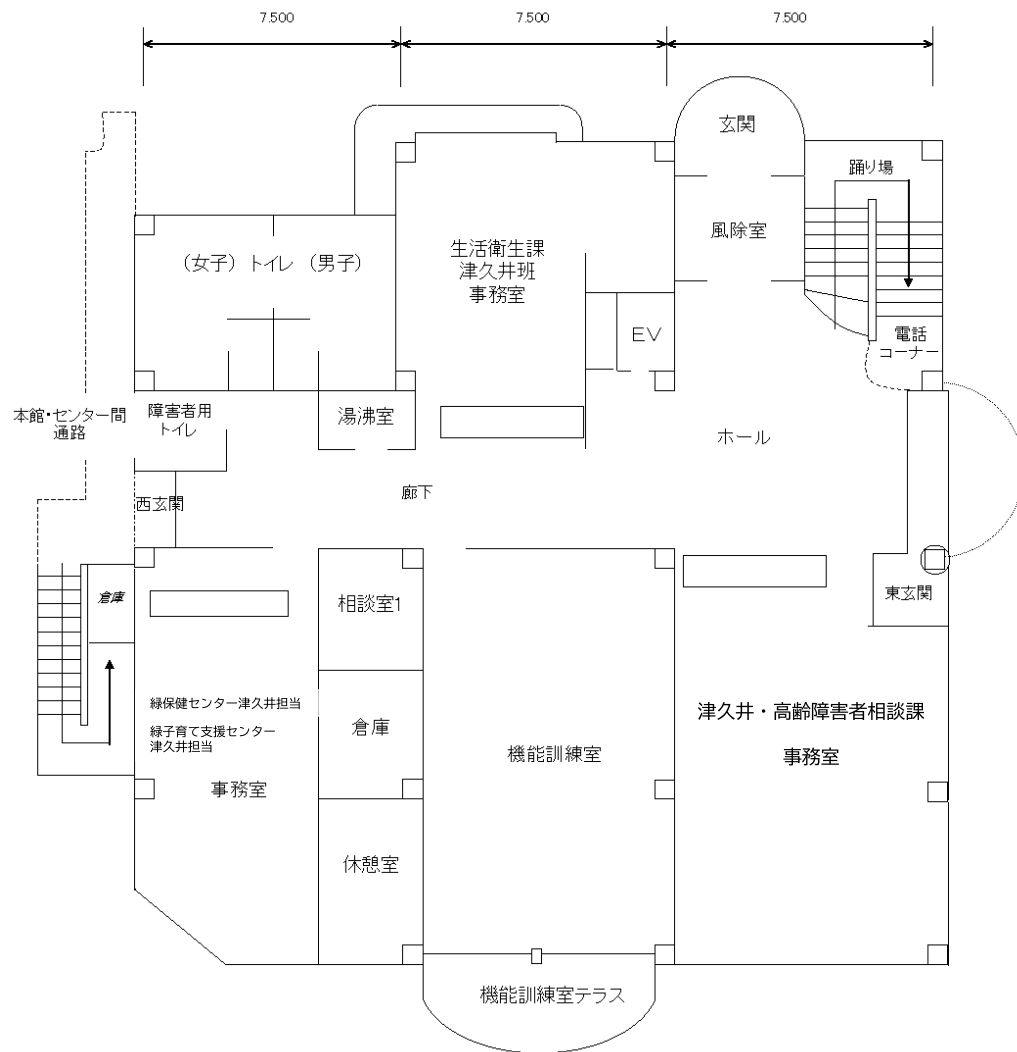 7.500
7.500
7.500
玄関
踊り場
風除室
（女子）トイレ（男子）
生活衛生課
津久井班
事務室
EV
電話
コーナー
本館・センター間
通路
障害者用
トイレ
湯沸室
ホール
西玄関
廊下
倉庫
相談室1
東玄関
緑保健センター津久井担当
緑子育て支援センター
津久井担当
事務室
倉庫
機能訓練室
津久井・高齢障害者相談課
事務室
休憩室
機能訓練室テラス